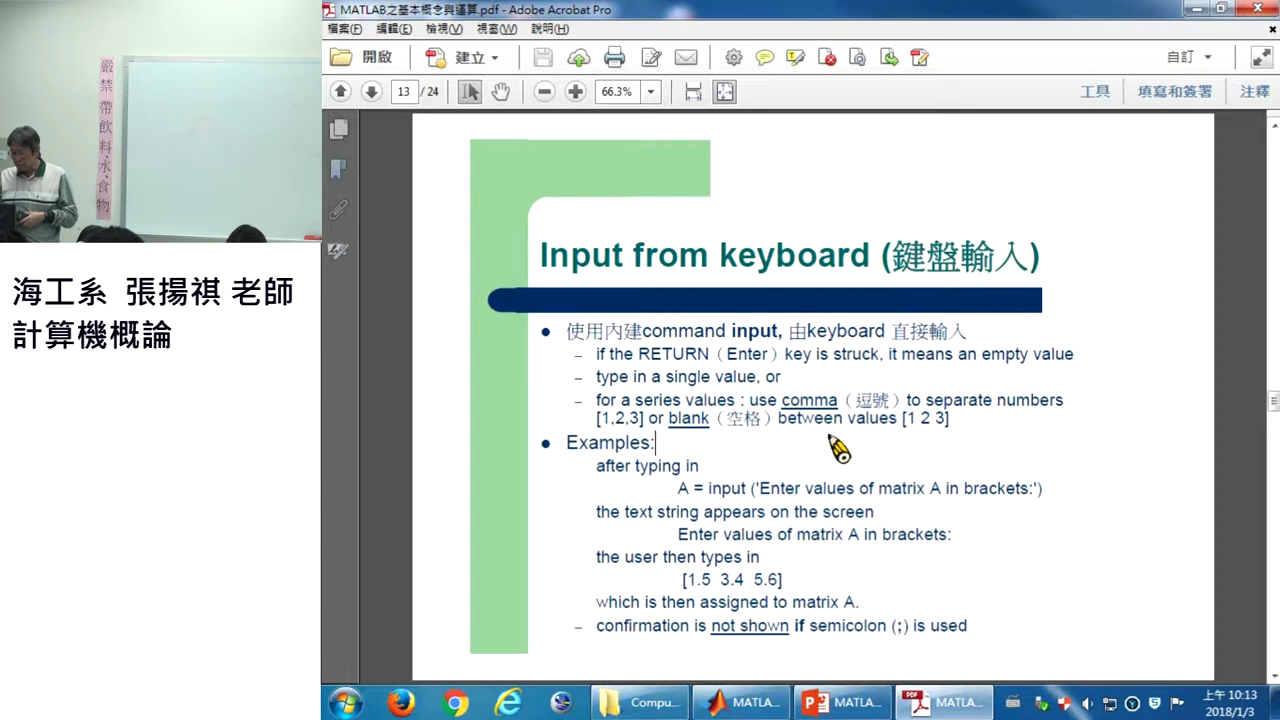 MATLAB之基本概念與運算.pdf - Adobe Acrobat Pro
檔案(F) 編輯(E) 檢視(V) 視窗(W) 說明(H)
開啟 建立 自訂
13 / 24 66.3% 工具 填寫和簽署 注釋
嚴禁帶飲料、水、食物
海工系 張揚祺 老師
計算機概論
Input from keyboard (鍵盤輸入)
● 使用內建command input, 由keyboard 直接輸入
– if the RETURN（Enter）key is struck, it means an empty value
– type in a single value, or
– for a series values : use comma（逗號）to separate numbers
[1,2,3] or blank（空格）between values [1 2 3]
● Examples:
after typing in
A = input ('Enter values of matrix A in brackets:')
the text string appears on the screen
Enter values of matrix A in brackets:
the user then types in
[1.5 3.4 5.6]
which is then assigned to matrix A.
– confirmation is not shown if semicolon (;) is used
Compu... MATLA... MATLA... MATLA...
上午 10:13
2018/1/3